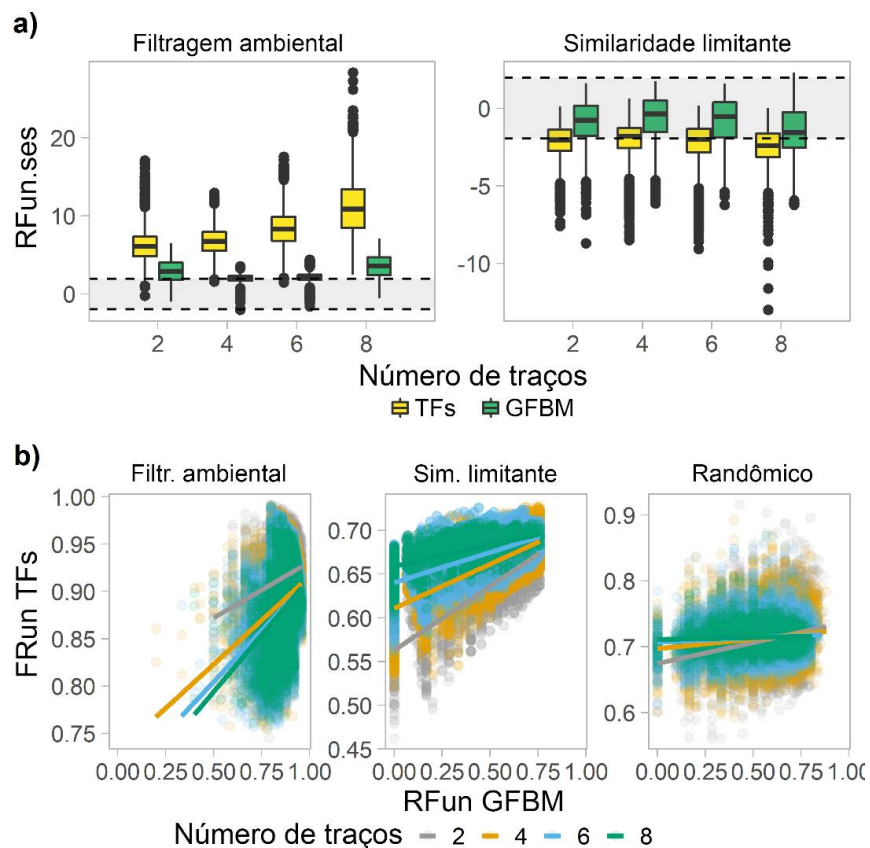 a)
Filtragem ambiental Similaridade limitante
RFun.ses
20
10
0
0
-5
-10
2 4 6 8 2 4 6 8
Número de traços
TFs GFBM
b)
Filtr. ambiental Sim. limitante Randômico
FRun TFs
1.00
0.95
0.90
0.85
0.80
0.75
0.70
0.65
0.60
0.55
0.50
0.45
0.9
0.8
0.7
0.6
0.00 0.25 0.50 0.75 1.00 0.00 0.25 0.50 0.75 1.00 0.00 0.25 0.50 0.75 1.0
RFun GFBM
Número de traços 2 4 6 8